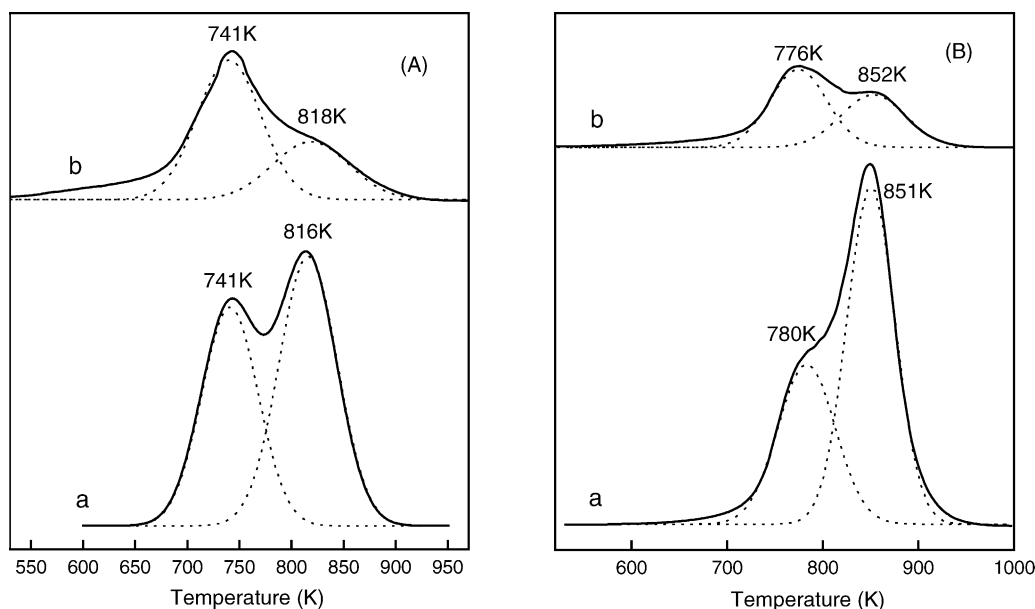 741K
(A)
818K
b
816K
741K
a
550 600 650 700 750 800 850 900 950
Temperature (K)
776K
(B)
852K
b
851K
780K
a
600 700 800 900 1000
Temperature (K)